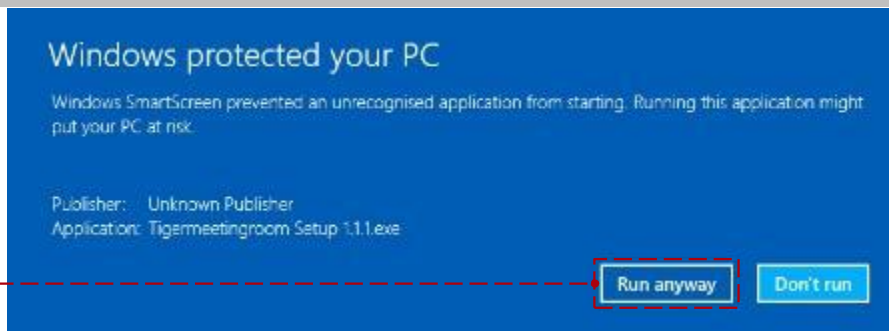 Windows protected your PC
Windows SmartScreen prevented an unrecognised application from starting. Running this application might
put your PC at risk.
Publisher: Unknown Publisher
Application: Tigermeetingroom Setup 1.1.1.exe
Run anyway
Don't run